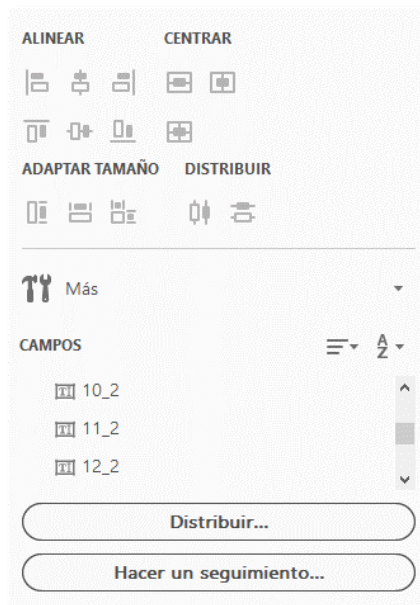 ALINEAR CENTRAR
ADAPTAR TAMAÑO DISTRIBUIR
Más
CAMPOS
10_2
11_2
12_2
Distribuir...
Hacer un seguimiento...